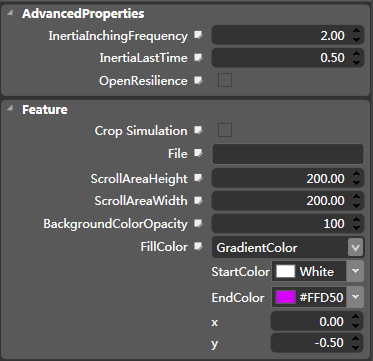 AdvancedProperties
InertiaInchingFrequency 2.00
InertiaLastTime 0.50
OpenResilience
Feature
Crop Simulation
File
ScrollAreaHeight 200.00
ScrollAreaWidth 200.00
BackgroundColorOpacity 100
FillColor GradientColor
StartColor White
EndColor #FFD50
x 0.00
y -0.50